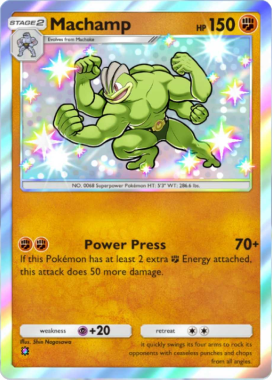 STAGE 2
Machamp
HP 150
Evolves from Machoke
NO. 0068 Superpower Pokémon HT: 5'3" WT: 286.6 lbs.
Power Press 70+
If this Pokémon has at least 2 extra Energy attached,
this attack does 50 more damage.
weakness +20 retreat
Illus. Jiro Nagasawa
It quickly swings its four arms to rock its
opponents with ceaseless punches and chops
from all angles.